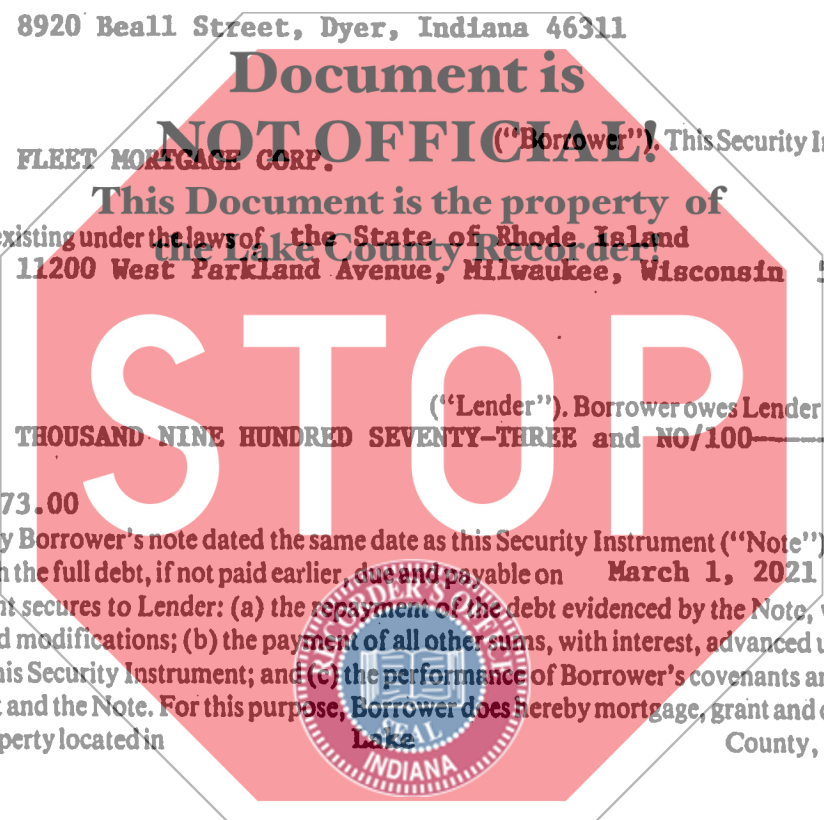 8920 Beall Street, Dyer, Indiana 46311
Document is
NOT OFFICIAL!
("Borrower"). This Security
FLEET MORTGAGE CORP.
This Document is the property of
existing under the laws of the State of Rhode Island
the Lake County Recorder!
11200 West Parkland Avenue, Milwaukee, Wisconsin
STOP
("Lender"). Borrower owes Lender
THOUSAND NINE HUNDRED SEVENTY-THREE and NO/100
73.00
Borrower's note dated the same date as this Security Instrument ("Note")
the full debt, if not paid earlier, due and payable on March 1, 2021
secures to Lender: (a) the repayment of the debt evidenced by the Note,
modifications; (b) the payment of all other sums, with interest, advanced
this Security Instrument; and (c) the performance of Borrower's covenants
and the Note. For this purpose, Borrower does hereby mortgage, grant and
property located in Lake County,
RECORDER'S OFFICE
SEAL
INDIANA